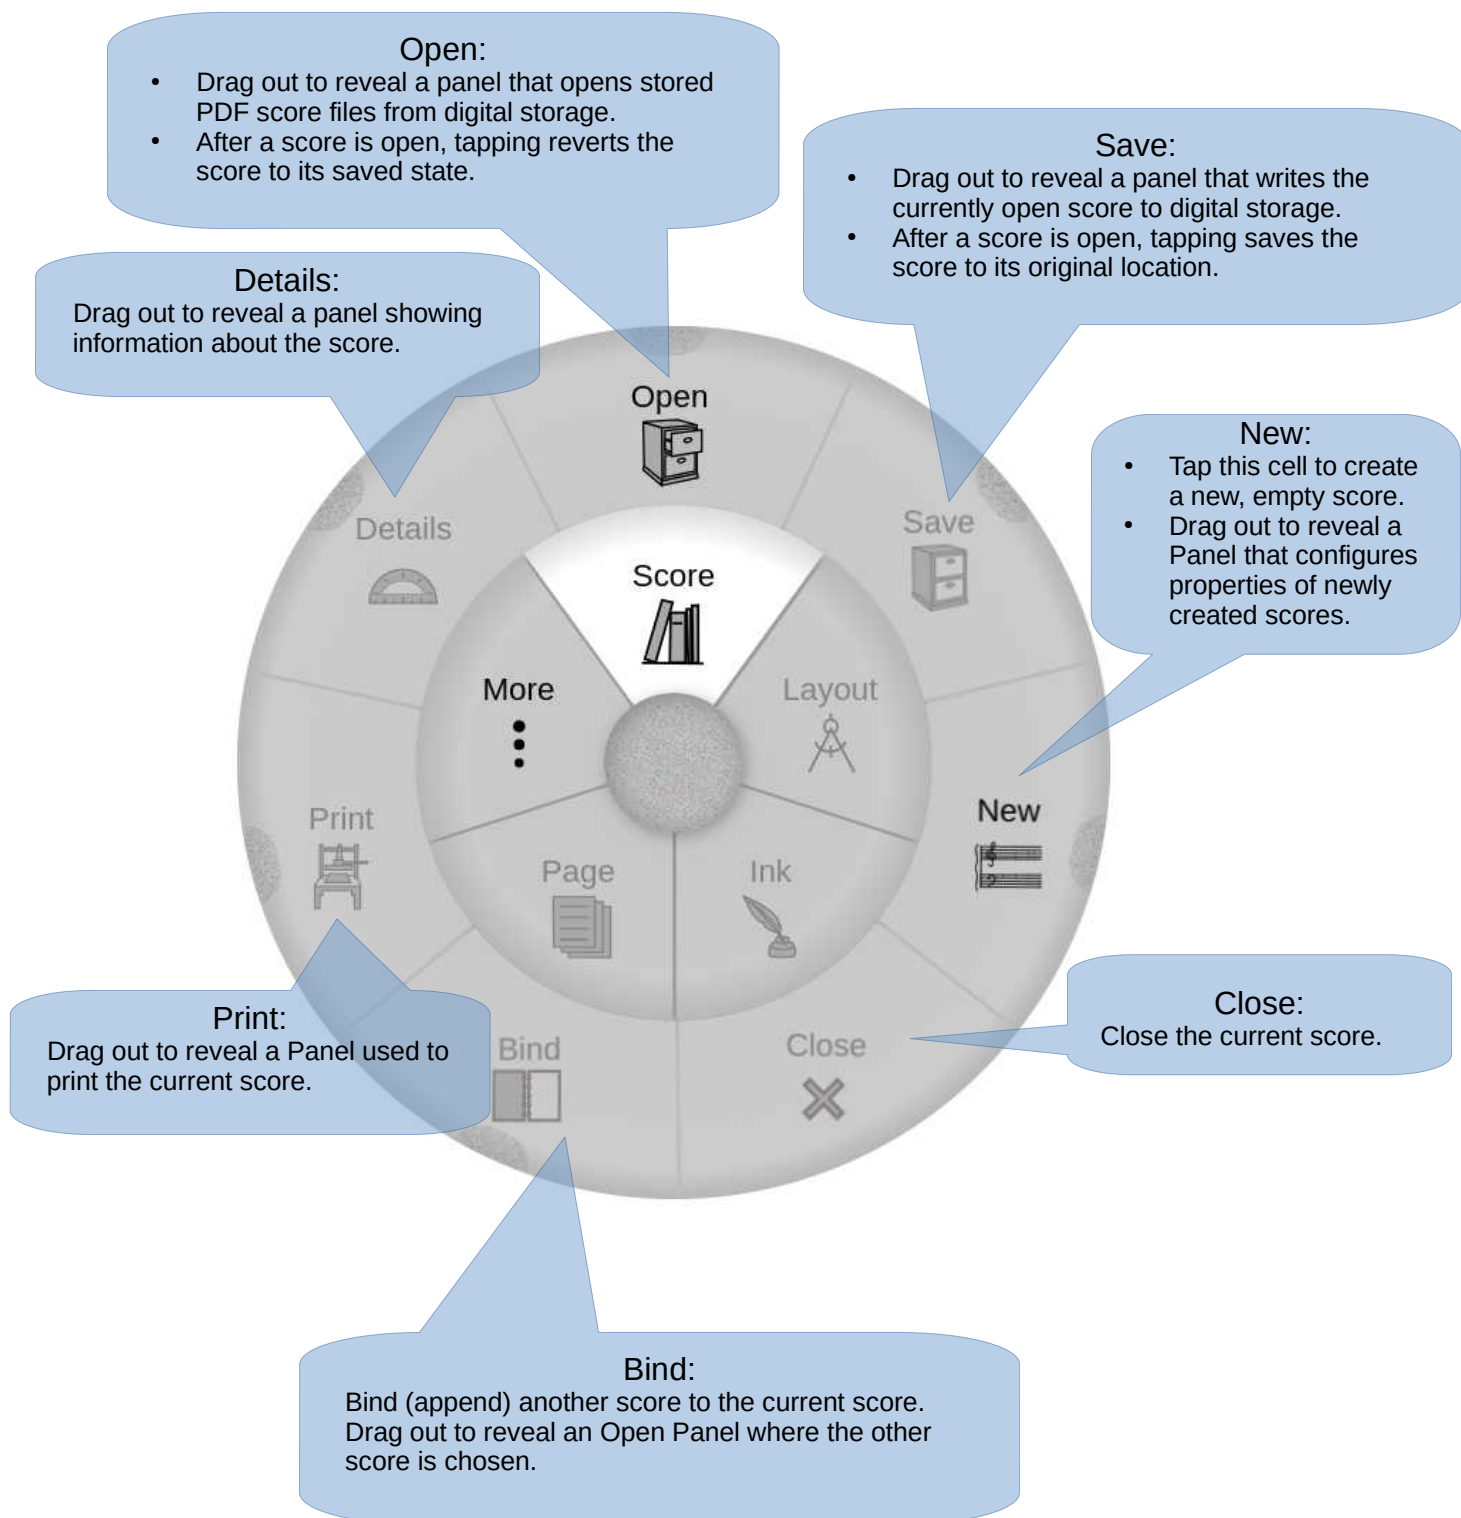 Open:
• Drag out to reveal a panel that opens stored
PDF score files from digital storage.
• After a score is open, tapping reverts the
score to its saved state.
Save:
• Drag out to reveal a panel that writes the
currently open score to digital storage.
• After a score is open, tapping saves the
score to its original location.
Details:
Drag out to reveal a panel showing
information about the score.
New:
• Tap this cell to create
a new, empty score.
• Drag out to reveal a
Panel that configures
properties of newly
created scores.
Open
Save
Details
Score
More
Layout
New
Print
Page
Ink
Bind
Close
Close:
Close the current score.
Print:
Drag out to reveal a Panel used to
print the current score.
Bind:
Bind (append) another score to the current score.
Drag out to reveal an Open Panel where the other
score is chosen.